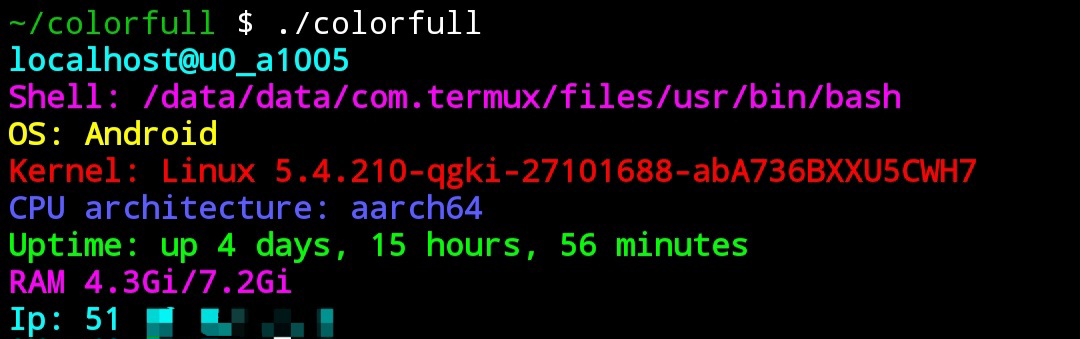 ~/colorfull $ ./colorfull
localhost@u0_a1005
Shell: /data/data/com.termux/files/usr/bin/bash
OS: Android
Kernel: Linux 5.4.210-qgki-27101688-abA736BXXU5CWH7
CPU architecture: aarch64
Uptime: up 4 days, 15 hours, 56 minutes
RAM 4.3Gi/7.2Gi
Ip: 51